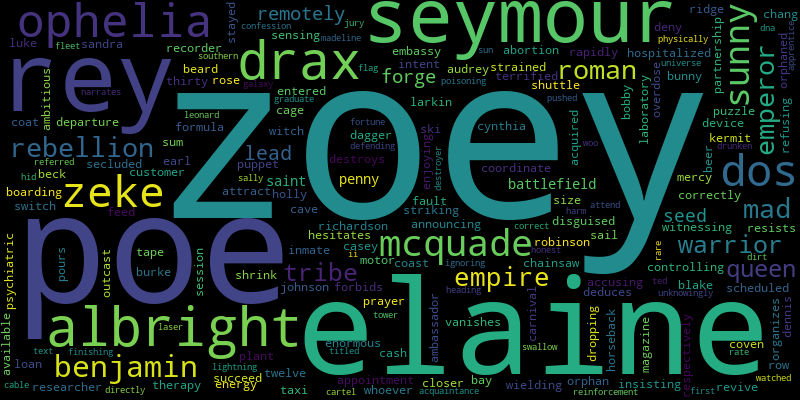 ophelia
stayed
confession
jury
madeline
seymour
deny
ridge
physically
chang
pg
luke
fleet
sandra
recorder
sensing
remotely
embassy
abortion
rapidly
hospitalized
southern
sun
dna
apprentice
rey
beard
drax
intent
audrey
strained
roman
universe
orphaned
partnership
sunny
emperor
ambitious
thirty
rose
flag
forge
terrified
shuttle
bunny
overdose
narrates
entered
cage
larkin
poisoning
bobby
laboratory
puzzle
coat
departure
galaxy
graduate
formula
witch
zoey
dagger
ski
pushed
device
kermit
refusing
rebellion
sum
leonard
lead
fortune
destroys
enjoying
cynthia
acquired
beer
drunken
secluded
earl
puppet
defending
destroyer
woo
coordinate
dos
referred
customer
sally
saint
penny
battlefield
mercy
hid
beck
zeke
attract
holly
fault
size
harm
attend
correctly
boarding
switch
feed
cave
striking
disguised
seed
mad
resists
poe
richardson
announcing
correct
sail
witnessing
hesitates
mcquade
robinson
honest
rare
warrior
psychiatric
pours
outcast
tape
session
inmate
casey
ii
motor
coast
chainsaw
accusing
controlling
burke
shrink
tribe
empire
ignoring
deduces
ted
blake
queen
johnson
forbids
prayer
heading
dropping
unknowingly
scheduled
dirt
available
albright
laser
tower
elaine
ambassador
vanishes
carnival
horseback
magazine
respectively
coven
organizes
dennis
text
finishing
plant
enormous
titled
cash
swallow
rate
loan
benjamin
lightning
appointment
closer
bay
orphan
insisting
row
watched
cable
researcher
directly
therapy
succeed
energy
twelve
taxi
cartel
whoever
acquaintance
wielding
reinforcement
first
revive